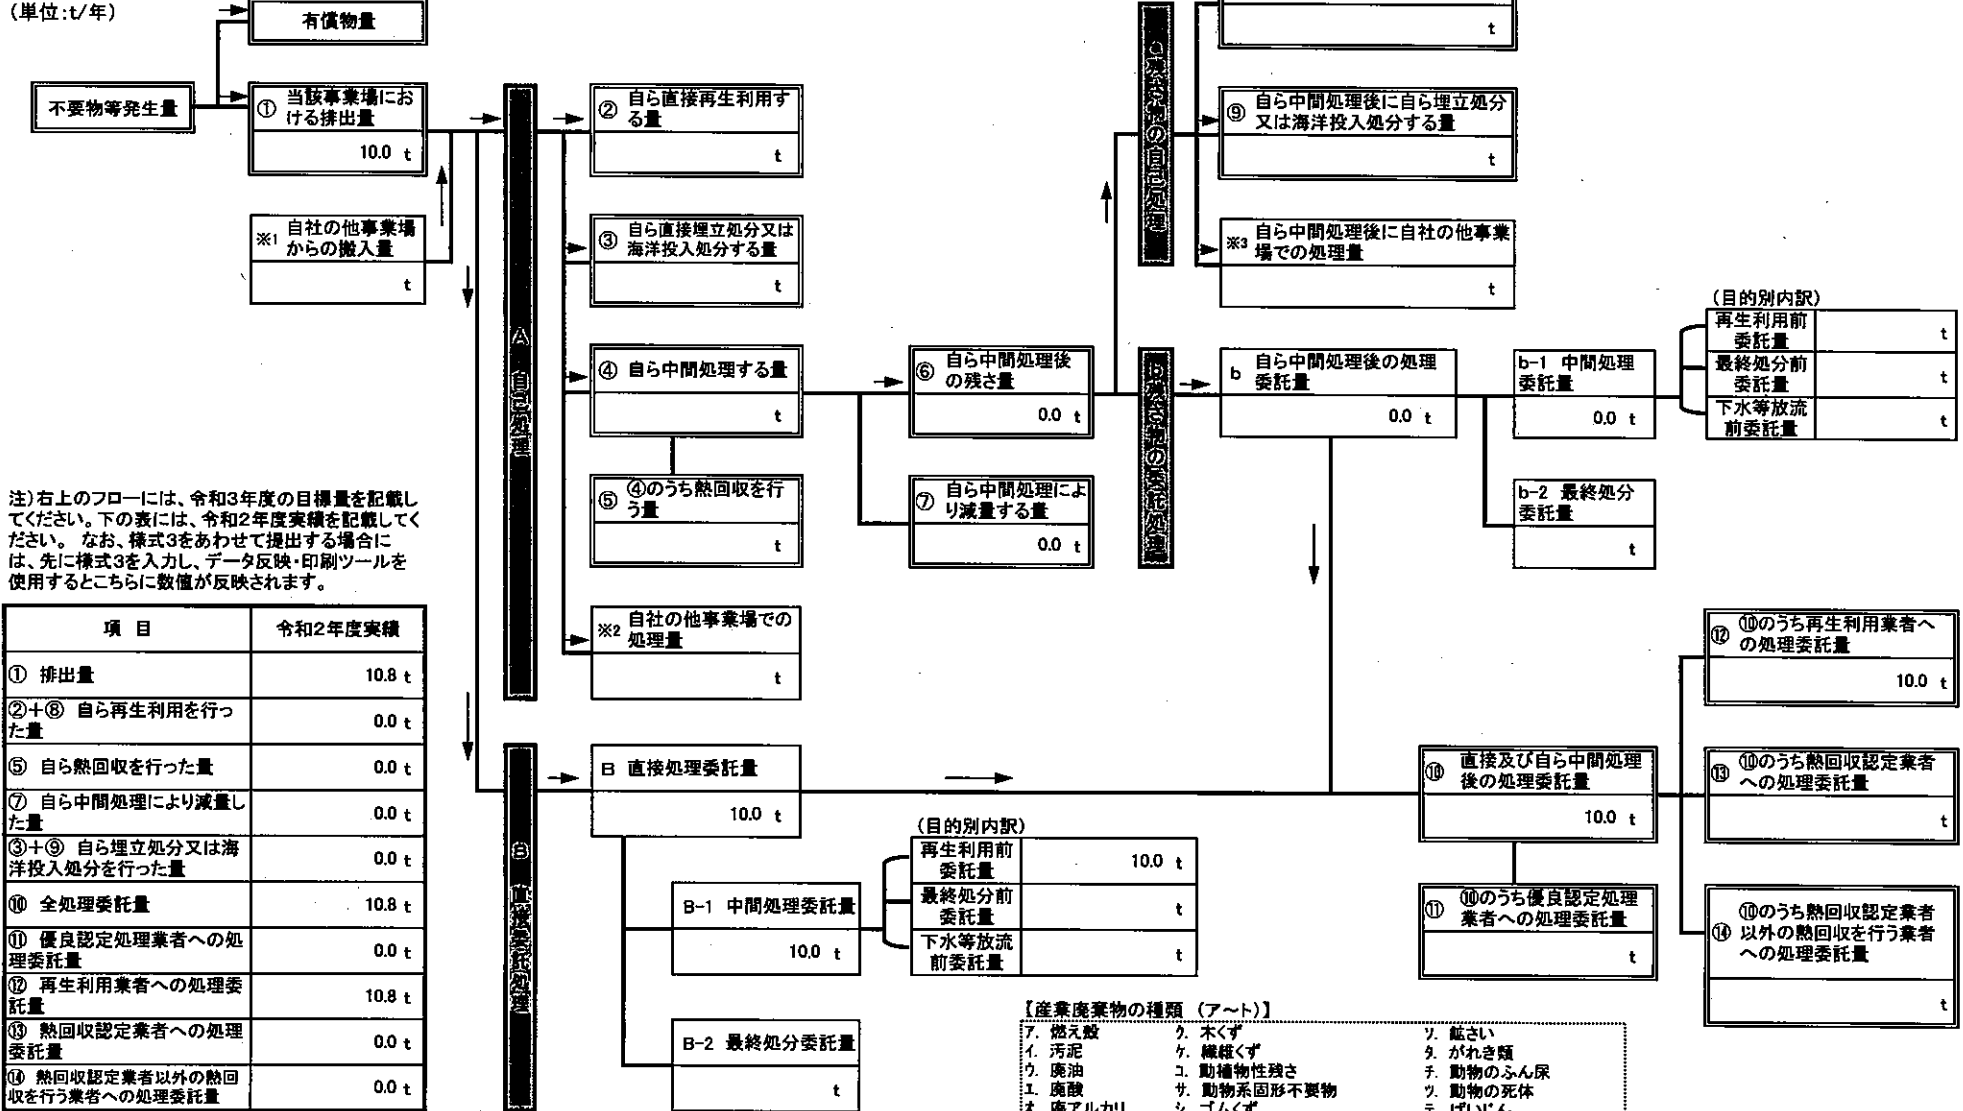 (単位:t/年)
有償物量
不要物等発生量
① 当該事業場にお
ける排出量
10.0 t
※1 自社の他事業場
からの搬入量
t
A 自己処理
② 自ら直接再生利用す
る量
t
③ 自ら直接埋立処分又は
海洋投入処分する量
t
④ 自ら中間処理する量
t
⑤ ④のうち熱回収を行
う量
t
※2 自社の他事業場での
処理量
t
⑥ 自ら中間処理後
の残さ量
0.0 t
⑦ 自ら中間処理によ
り減量する量
0.0 t
a 残さ物の自己処理
t
⑨ 自ら中間処理後に自ら埋立処分
又は海洋投入処分する量
t
※3 自ら中間処理後に自社の他事業
場での処理量
t
b 残さ物の委託処理
b 自ら中間処理後の処理
委託量
0.0 t
b-1 中間処理
委託量
0.0 t
(目的別内訳)
再生利用前
委託量
t
最終処分前
委託量
t
下水等放流
前委託量
t
b-2 最終処分
委託量
t
注)右上のフローには、令和3年度の目標量を記載し
てください。下の表には、令和2年度実績を記載してく
ださい。 なお、様式3をあわせて提出する場合に
は、先に様式3を入力し、データ反映・印刷ツールを
使用するとこちらに数値が反映されます。
項 目 令和2年度実績
① 排出量 10.8 t
②+⑧ 自ら再生利用を行っ
た量 0.0 t
⑤ 自ら熱回収を行った量 0.0 t
⑦ 自ら中間処理により減量し
た量 0.0 t
③+⑨ 自ら埋立処分又は海
洋投入処分を行った量 0.0 t
⑩ 全処理委託量 10.8 t
⑪ 優良認定処理業者への処
理委託量 0.0 t
⑫ 再生利用業者への処理委
託量 10.8 t
⑬ 熱回収認定業者への処理
委託量 0.0 t
⑭ 熱回収認定業者以外の熱回
収を行う業者への処理委託量 0.0 t
B 直接委託処理
B 直接処理委託量
10.0 t
B-1 中間処理委託量
10.0 t
(目的別内訳)
再生利用前
委託量
10.0 t
最終処分前
委託量
t
下水等放流
前委託量
t
B-2 最終処分委託量
t
⑩ 直接及び自ら中間処理
後の処理委託量
10.0 t
⑪ ⑩のうち優良認定処理
業者への処理委託量
t
⑫ ⑩のうち再生利用業者へ
の処理委託量
10.0 t
⑬ ⑩のうち熱回収認定業者
への処理委託量
t
⑭ ⑩のうち熱回収認定業者
以外の熱回収を行う業者
への処理委託量
t
【産業廃棄物の種類 (ア~ト)】
ア. 燃え殻 ク. 木くず ソ. 鉱さい
イ. 汚泥 ケ. 繊維くず タ. がれき類
ウ. 廃油 コ. 動植物性残さ チ. 動物のふん尿
エ. 廃酸 サ. 動物系固形不要物 ツ. 動物の死体
オ. 廃アルカリ シ. ゴムくず テ. ばいじん